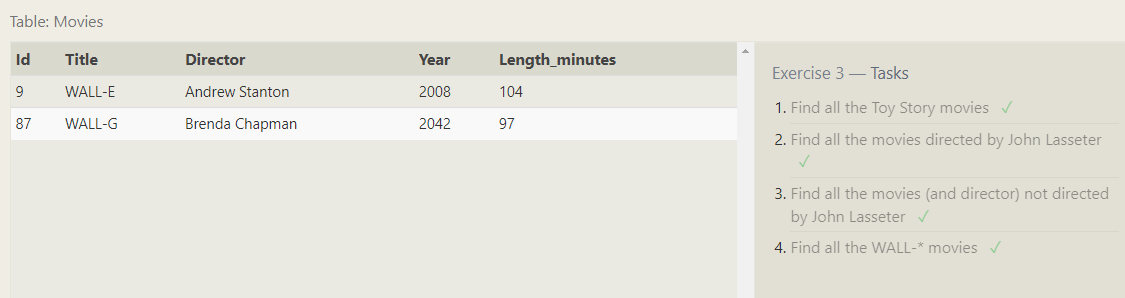 Table: Movies
Id Title Director Year Length_minutes
9 WALL-E Andrew Stanton 2008 104
87 WALL-G Brenda Chapman 2042 97
Exercise 3 — Tasks
1. Find all the Toy Story movies ✓
2. Find all the movies directed by John Lasseter
✓
3. Find all the movies (and director) not directed
by John Lasseter ✓
4. Find all the WALL-* movies ✓